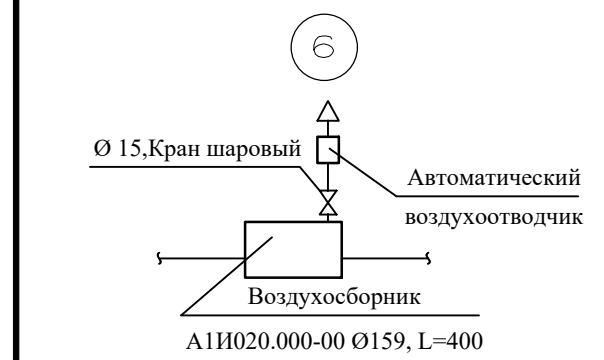 6
Ø 15,Кран шаровый
Автоматический
воздухоотводчик
Воздухосборник
А1И020.000-00 Ø159, L=400